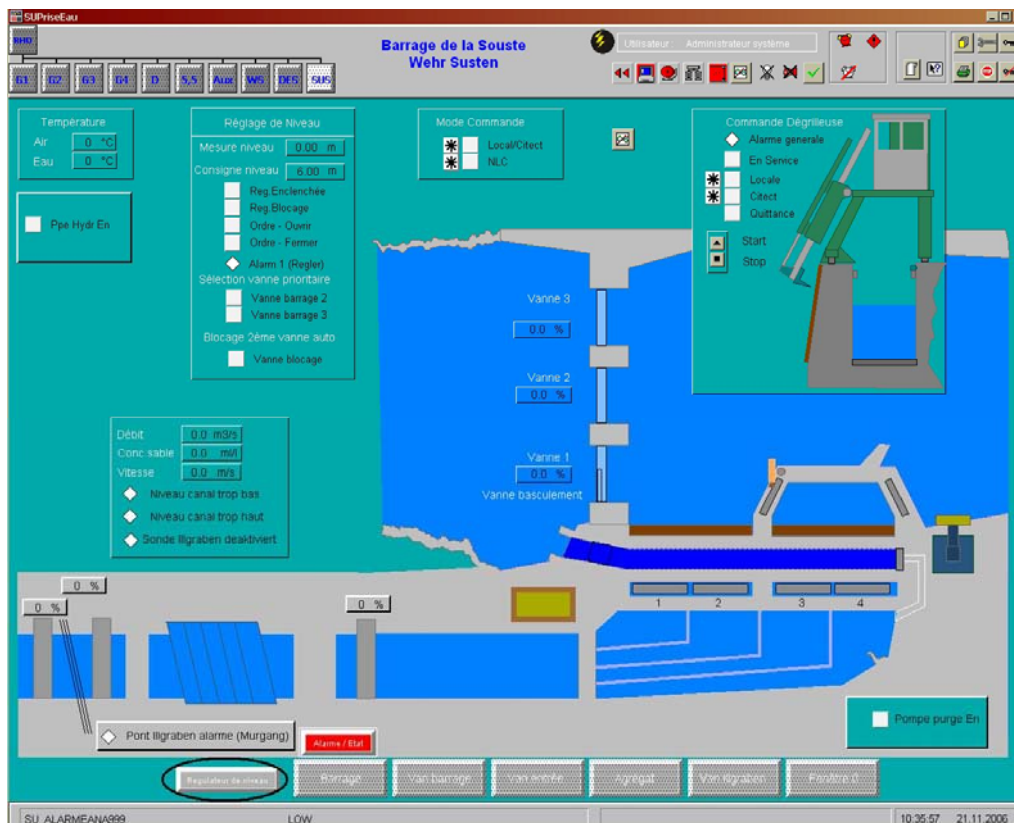 SUPriseEau
RHO
G1 G2 G3 G4 D 5,5 Aux WS DES SUS
Barrage de la Souste
Wehr Susten
Utilisateur : Administrateur système
Température
Air 0 °C
Eau 0 °C
Ppe Hydr En
Réglage de Niveau
Mesure niveau 0.00 m
Consigne niveau 6.00 m
Reg.Enclenchée
Reg.Blocage
Ordre - Ouvrir
Ordre - Fermer
Alarm 1 (Regler)
Sélection vanne prioritaire
Vanne barrage 2
Vanne barrage 3
Blocage 2ème vanne auto
Vanne blocage
Mode Commande
Local/Citect
NLC
Commande Dégrilleuse
Alarme generale
En Service
Locale
Citect
Quittance
Start
Stop
Vanne 3
0.0 %
Vanne 2
0.0 %
Vanne 1
0.0 %
Vanne basculement
Débit 0.0 m3/s
Conc sable 0.0 ml/l
Vitesse 0.0 m/s
Niveau canal trop bas
Niveau canal trop haut
Sonde Illgraben deaktiviert
0 %
0 %
0 %
1 2 3 4
Pont Illgraben alarme (Murgang)
Alarme / Etat
Pompe purge En
Regulateur de niveau
Barrage
Van barrage
Van entrée
Agrégat
Van illgraben
SU_ALARMEANA999 LOW 10:35:57 21.11.2006